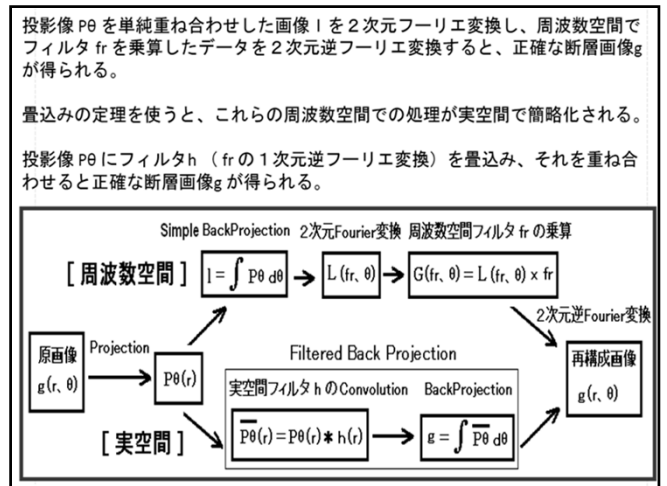 投影像 Pθ を単純重ね合わせした画像 l を２次元フーリエ変換し、周波数空間で
フィルタ fr を乗算したデータを２次元逆フーリエ変換すると、正確な断層画像g
が得られる。
畳込みの定理を使うと、これらの周波数空間での処理が実空間で簡略化される。
投影像 Pθ にフィルタh （ fr の１次元逆フーリエ変換）を畳込み、それを重ね合
わせると正確な断層画像g が得られる。
Simple BackProjection 2次元Fourier変換 周波数空間フィルタ fr の乗算
[ 周波数空間 ] l = ∫ Pθ dθ → L (fr, θ) → G(fr, θ) = L (fr, θ) × fr
2次元逆Fourier変換
原画像
g(r、θ)
Projection
Pθ(r)
Filtered Back Projection
再構成画像
g(r、θ)
実空間フィルタ h のConvolution BackProjection
P̅θ̅(r)=Pθ(r)＊h(r) → g = ∫ P̅θ̅ dθ
[ 実空間 ]